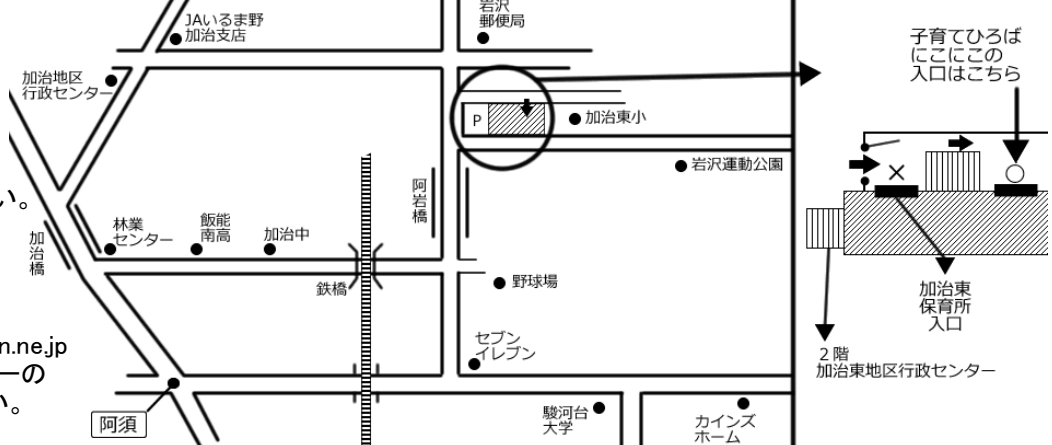 JAいるま野
加治支店
岩沢
郵便局
加治地区
行政センター
P
加治東小
岩沢運動公園
阿岩橋
い。
加治橋
林業
センター
飯能
南高
加治中
鉄橋
野球場
セブン
イレブン
n.ne.jp
ーの
い。
阿須
駿河台
大学
カインズ
ホーム
子育てひろば
にこにこの
入口はこちら
加治東
保育所
入口
2階
加治東地区行政センター